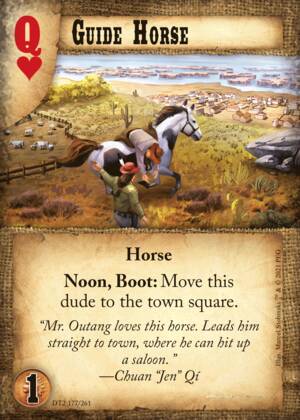 Q
GUIDE HORSE
Horse
Noon, Boot: Move this
dude to the town square.
“Mr. Outang loves this horse. Leads him
straight to town, where he can hit up
a saloon. ”
—Chuan “Jen” Qí
1
DT2 177/261